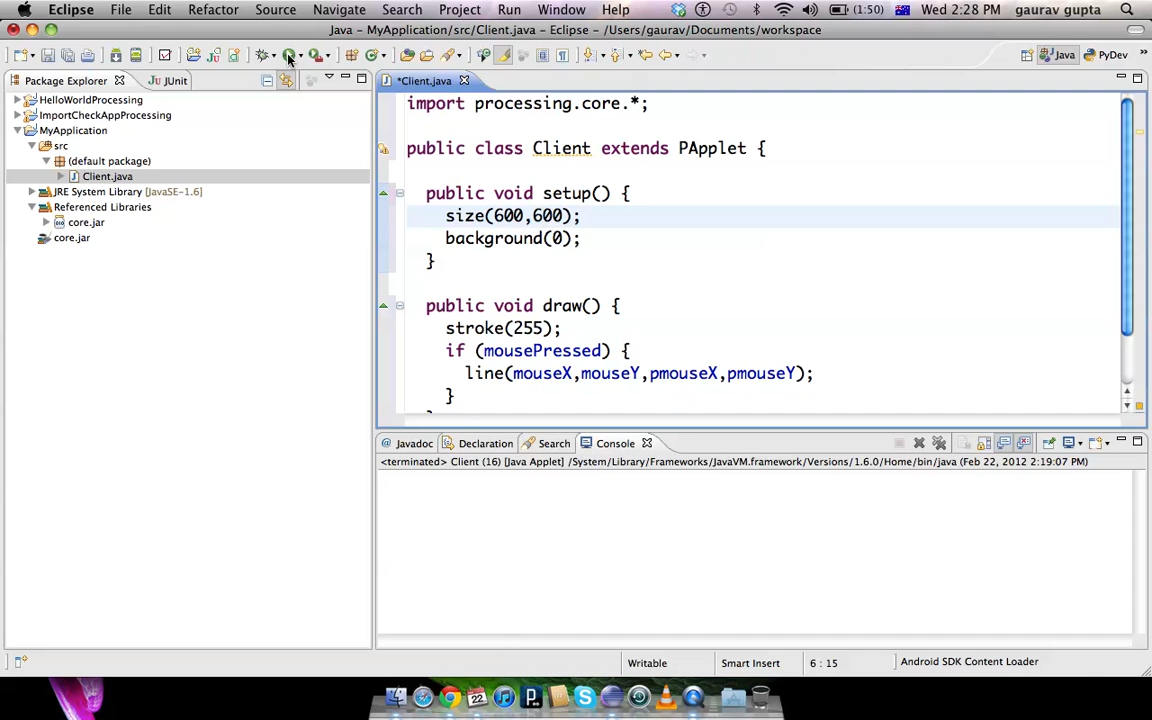 Eclipse File Edit Refactor Source Navigate Search Project Run Window Help (1:50) Wed 2:28 PM gaurav gupta
Java - MyApplication/src/Client.java - Eclipse - /Users/gaurav/Documents/workspace
Java PyDev »
Package Explorer JUnit
*Client.java
HelloWorldProcessing
ImportCheckAppProcessing
MyApplication
src
(default package)
Client.java
JRE System Library [JavaSE-1.6]
Referenced Libraries
core.jar
core.jar
import processing.core.*;
public class Client extends PApplet {
public void setup() {
size(600,600);
background(0);
}
public void draw() {
stroke(255);
if (mousePressed) {
line(mouseX,mouseY,pmouseX,pmouseY);
}
Javadoc Declaration Search Console
<terminated> Client (16) [Java Applet] /System/Library/Frameworks/JavaVM.framework/Versions/1.6.0/Home/bin/java (Feb 22, 2012 2:19:07 PM)
Writable Smart Insert 6 : 15 Android SDK Content Loader
22